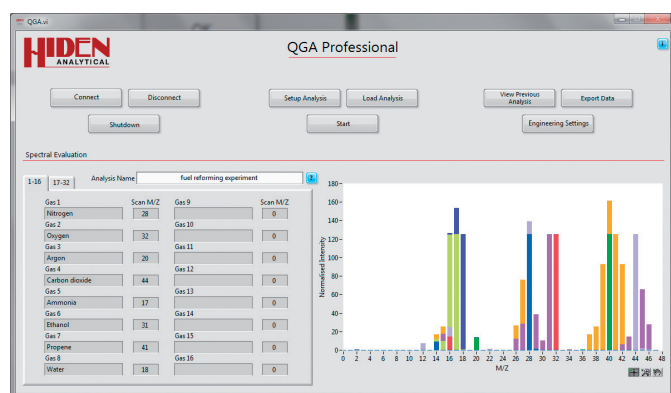 QGA.vi
HIDEN
ANALYTICAL
QGA Professional
Connect
Disconnect
Setup Analysis
Load Analysis
View Previous
Analysis
Export Data
Shutdown
Start
Engineering Settings
Spectral Evaluation
1-16
17-32
Analysis Name
fuel reforming experiment
Gas 1 Scan M/Z Gas 9 Scan M/Z
Nitrogen 28 0
Gas 2 Gas 10
Oxygen 32 0
Gas 3 Gas 11
Argon 20 0
Gas 4 Gas 12
Carbon dioxide 44 0
Gas 5 Gas 13
Ammonia 17 0
Gas 6 Gas 14
Ethanol 31 0
Gas 7 Gas 15
Propene 41 0
Gas 8 Gas 16
Water 18 0
Normalised Intensity
180
160
140
120
100
80
60
40
20
0
0 2 4 6 8 10 12 14 16 18 20 22 24 26 28 30 32 34 36 38 40 42 44 46 48
M/Z